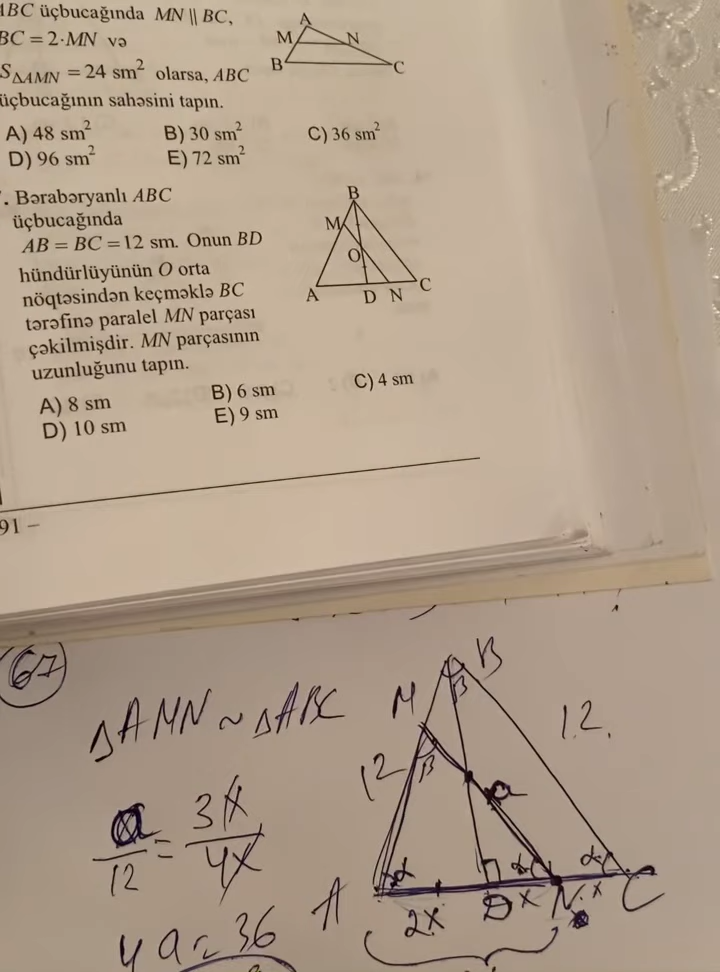 ABC üçbucağında MN || BC,
BC = 2·MN və
S△AMN = 24 sm² olarsa, ABC
üçbucağının sahəsini tapın.
A
M
N
B
C
A) 48 sm² B) 30 sm² C) 36 sm²
D) 96 sm² E) 72 sm²
. Bərabəryanlı ABC
üçbucağında
AB = BC = 12 sm. Onun BD
hündürlüyünün O orta
nöqtəsindən keçməklə BC
tərəfinə paralel MN parçası
çəkilmişdir. MN parçasının
uzunluğunu tapın.
B
M
O
A D N C
A) 8 sm B) 6 sm C) 4 sm
D) 10 sm E) 9 sm
91 –
67
△AMN ~ △ABC
a/12 = 3x/4x
4a = 36
B
M β
12 β a 12.
α α α
A 2x D x N x C